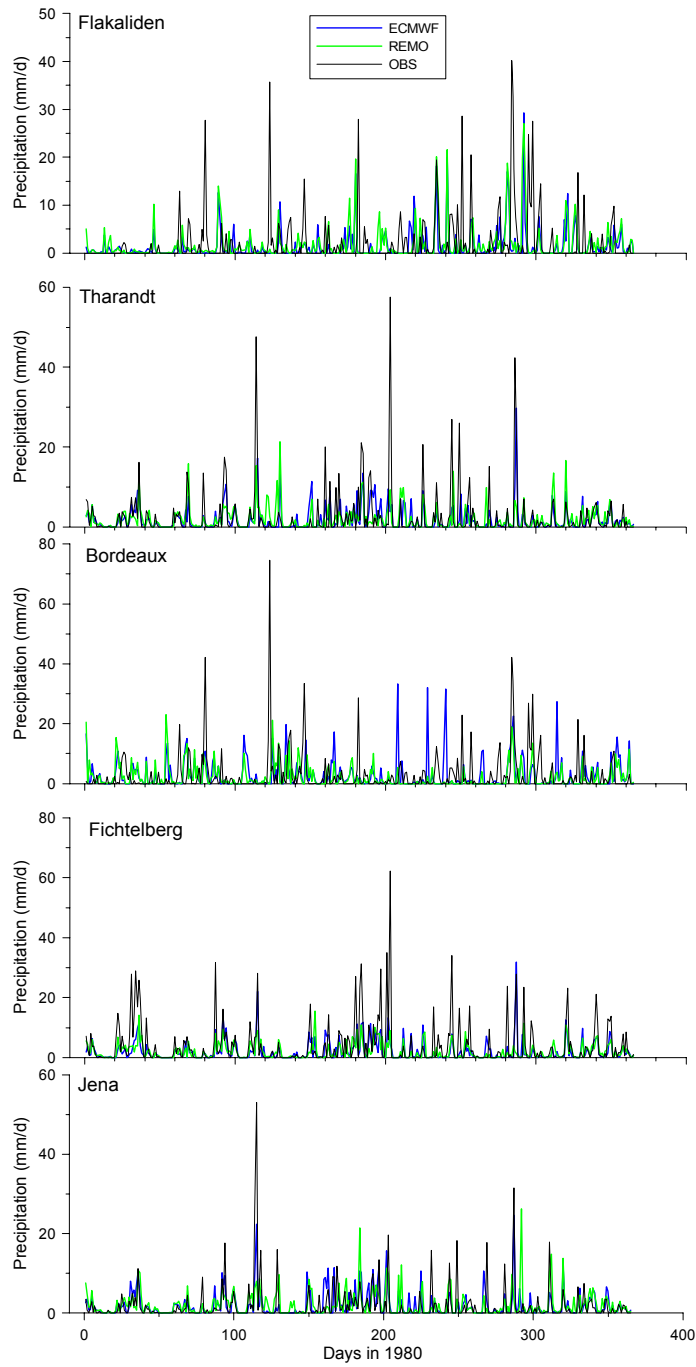 Flakaliden
ECMWF
REMO
OBS
Precipitation (mm/d)
50
40
30
20
10
0
Tharandt
Precipitation (mm/d)
60
40
20
0
Bordeaux
Precipitation (mm/d)
80
60
40
20
0
Fichtelberg
Precipitation (mm/d)
80
60
40
20
0
Jena
Precipitation (mm/d)
60
40
20
0
0 100 200 300 400
Days in 1980